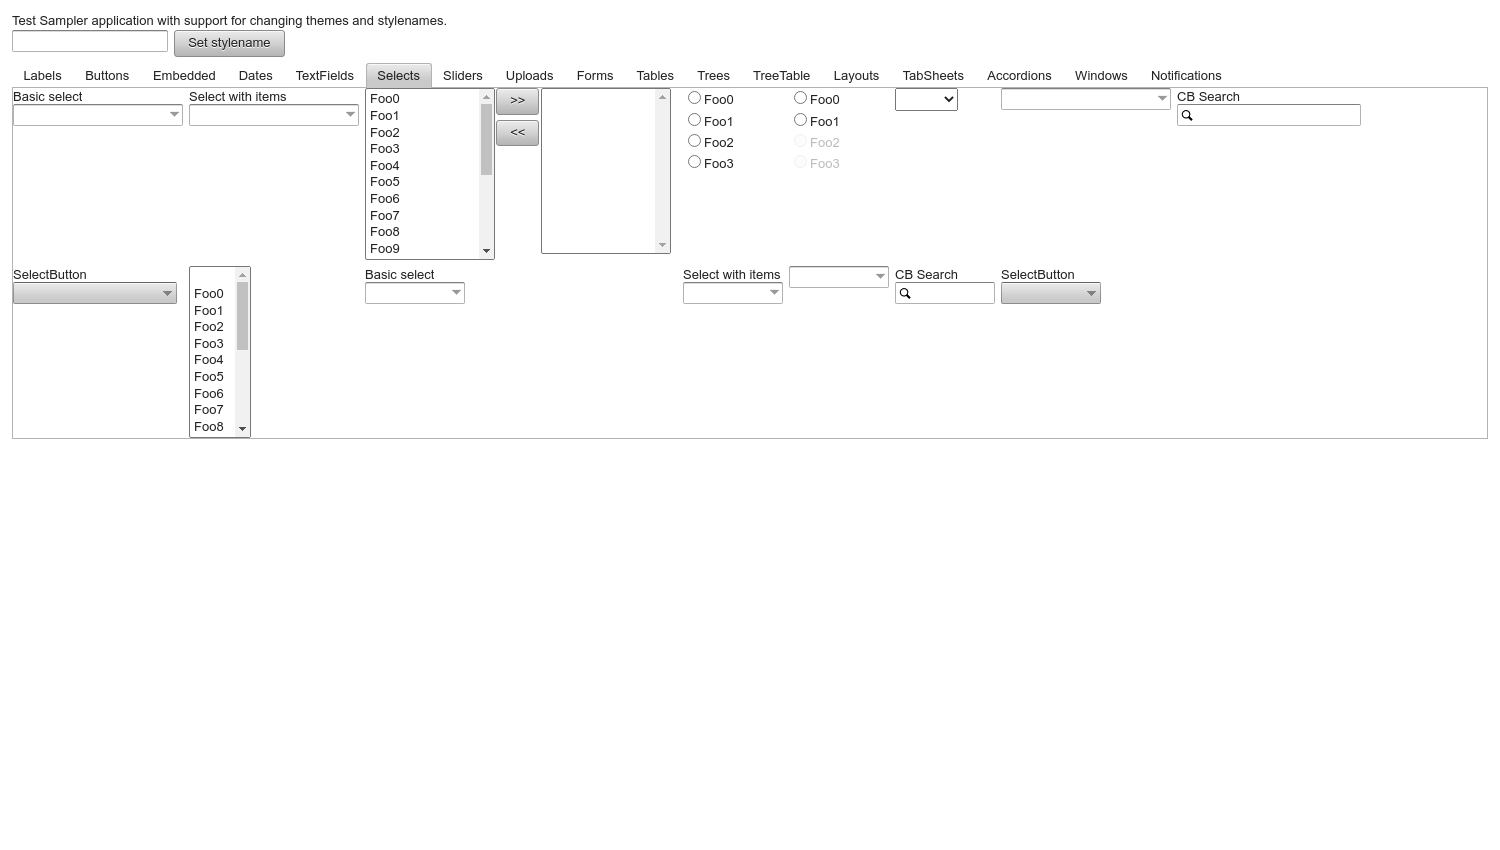 Test Sampler application with support for changing themes and stylenames.
Set stylename
Labels Buttons Embedded Dates TextFields Selects Sliders Uploads Forms Tables Trees TreeTable Layouts TabSheets Accordions Windows Notifications
Basic select Select with items CB Search
Foo0
Foo1
Foo2
Foo3
Foo4
Foo5
Foo6
Foo7
Foo8
Foo9
>>
<<
Foo0
Foo1
Foo2
Foo3
Foo0
Foo1
Foo2
Foo3
SelectButton
Foo0
Foo1
Foo2
Foo3
Foo4
Foo5
Foo6
Foo7
Foo8
Basic select
Select with items
CB Search
SelectButton